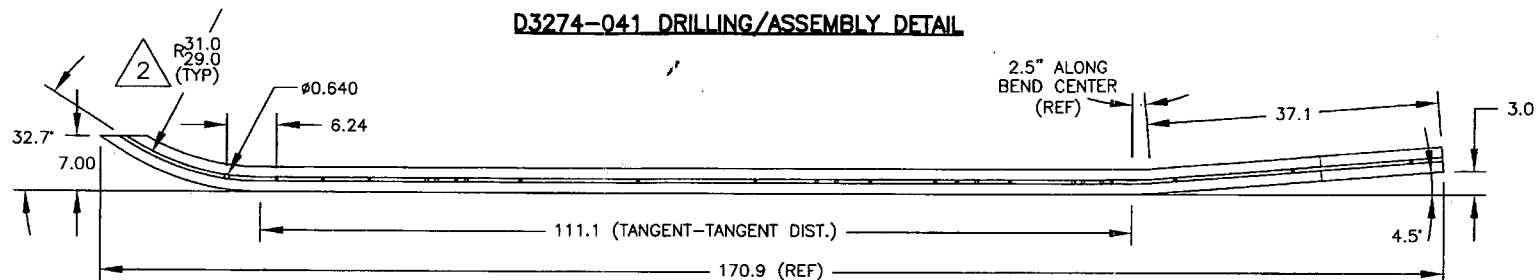 D3274-041 DRILLING/ASSEMBLY DETAIL
2
R31.0
29.0
(TYP)
ø0.640
6.24
2.5" ALONG
BEND CENTER
(REF)
37.1
3.0
32.7°
7.00
111.1 (TANGENT-TANGENT DIST.)
4.5°
170.9 (REF)